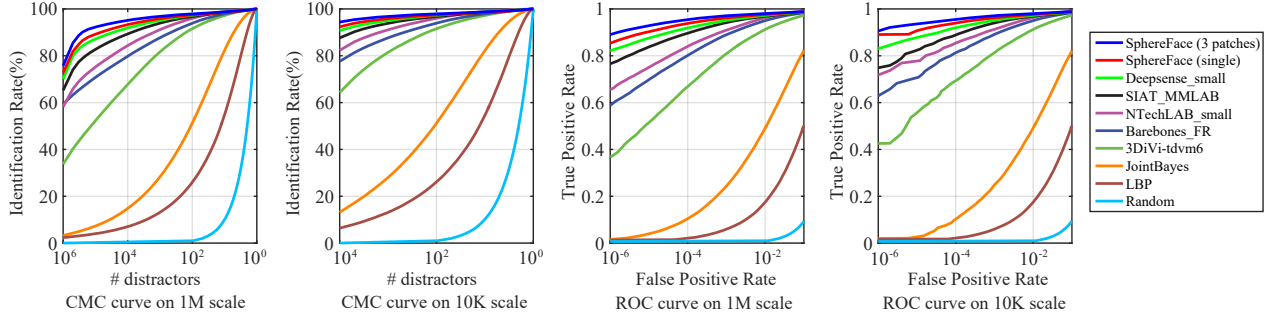 Identification Rate(%)
100
80
60
40
20
0
10^6
10^4
10^2
10^0
# distractors
CMC curve on 1M scale
Identification Rate(%)
100
80
60
40
20
0
10^4
10^2
10^0
# distractors
CMC curve on 10K scale
True Positive Rate
1
0.8
0.6
0.4
0.2
0
10^-6
10^-4
10^-2
False Positive Rate
ROC curve on 1M scale
True Positive Rate
1
0.8
0.6
0.4
0.2
0
10^-6
10^-4
10^-2
False Positive Rate
ROC curve on 10K scale
SphereFace (3 patches)
SphereFace (single)
Deepsense_small
SIAT_MMLAB
NTechLAB_small
Barebones_FR
3DiVi-tdvm6
JointBayes
LBP
Random